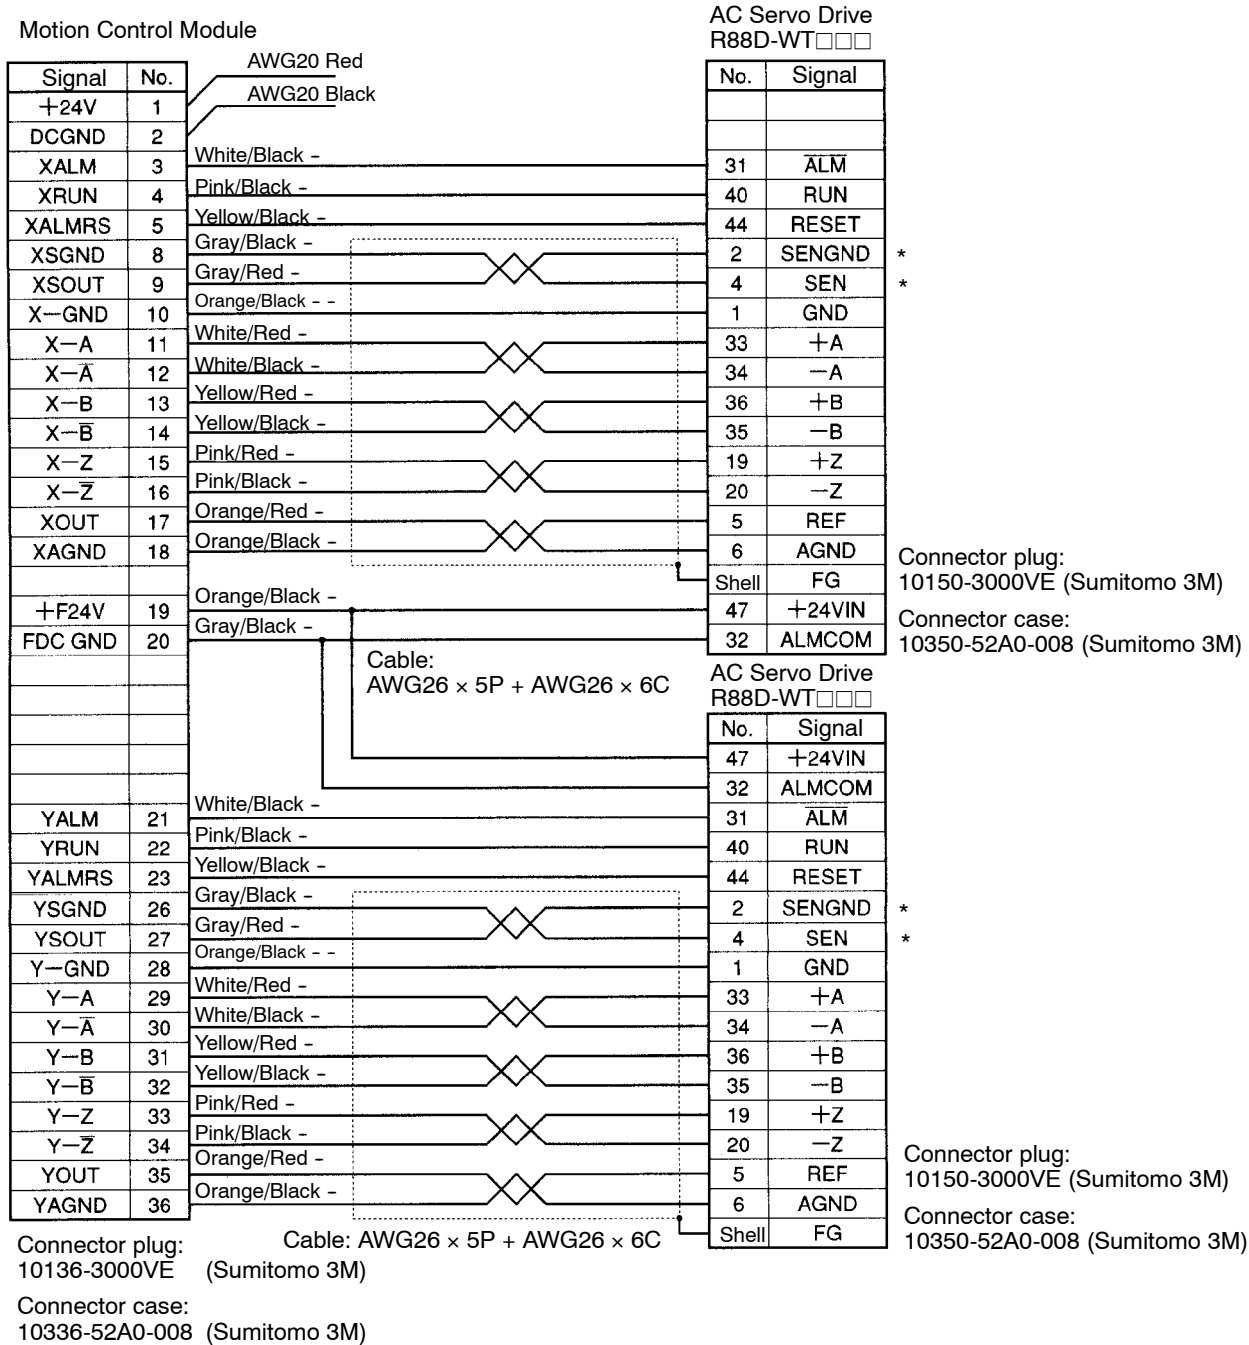 Motion Control Module
AC Servo Drive
R88D-WT□□□
Signal No.
+24V 1 AWG20 Red
DCGND 2 AWG20 Black
No. Signal
XALM 3 White/Black - 31 A̅L̅M̅
XRUN 4 Pink/Black - 40 RUN
XALMRS 5 Yellow/Black - 44 RESET
XSGND 8 Gray/Black - 2 SENGND *
XSOUT 9 Gray/Red - 4 SEN *
X—GND 10 Orange/Black - - 1 GND
X—A 11 White/Red - 33 +A
X—A̅ 12 White/Black - 34 —A
X—B 13 Yellow/Red - 36 +B
X—B̅ 14 Yellow/Black - 35 —B
X—Z 15 Pink/Red - 19 +Z
X—Z̅ 16 Pink/Black - 20 —Z
XOUT 17 Orange/Red - 5 REF
XAGND 18 Orange/Black - 6 AGND
Shell FG
+F24V 19 Orange/Black - 47 +24VIN
FDC GND 20 Gray/Black - 32 ALMCOM
Connector plug:
10150-3000VE (Sumitomo 3M)
Connector case:
10350-52A0-008 (Sumitomo 3M)
Cable:
AWG26 × 5P + AWG26 × 6C
AC Servo Drive
R88D-WT□□□
No. Signal
47 +24VIN
32 ALMCOM
YALM 21 White/Black - 31 A̅L̅M̅
YRUN 22 Pink/Black - 40 RUN
YALMRS 23 Yellow/Black - 44 RESET
YSGND 26 Gray/Black - 2 SENGND *
YSOUT 27 Gray/Red - 4 SEN *
Y—GND 28 Orange/Black - - 1 GND
Y—A 29 White/Red - 33 +A
Y—A̅ 30 White/Black - 34 —A
Y—B 31 Yellow/Red - 36 +B
Y—B̅ 32 Yellow/Black - 35 —B
Y—Z 33 Pink/Red - 19 +Z
Y—Z̅ 34 Pink/Black - 20 —Z
YOUT 35 Orange/Red - 5 REF
YAGND 36 Orange/Black - 6 AGND
Shell FG
Connector plug:
10150-3000VE (Sumitomo 3M)
Connector case:
10350-52A0-008 (Sumitomo 3M)
Cable: AWG26 × 5P + AWG26 × 6C
Connector plug:
10136-3000VE (Sumitomo 3M)
Connector case:
10336-52A0-008 (Sumitomo 3M)